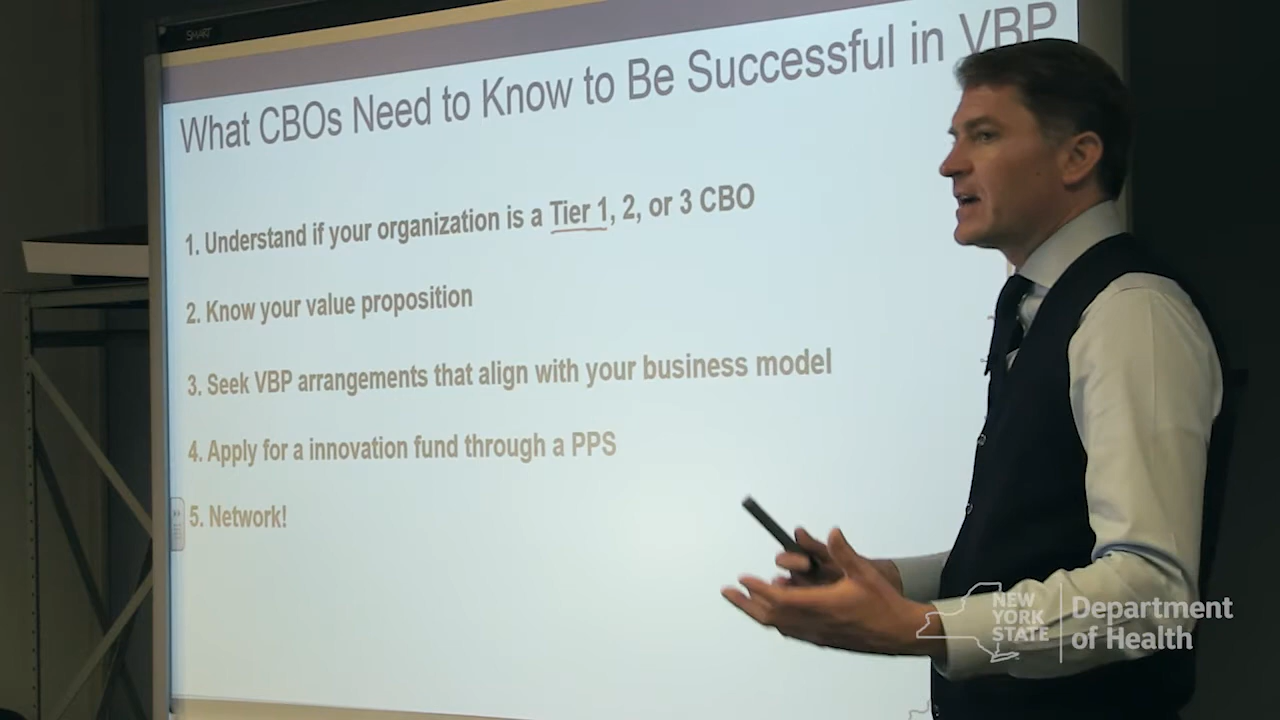 SMART
What CBOs Need to Know to Be Successful in VBP
1. Understand if your organization is a Tier 1, 2, or 3 CBO
2. Know your value proposition
3. Seek VBP arrangements that align with your business model
4. Apply for a innovation fund through a PPS
5. Network!
NEW
YORK
STATE
Department
of Health